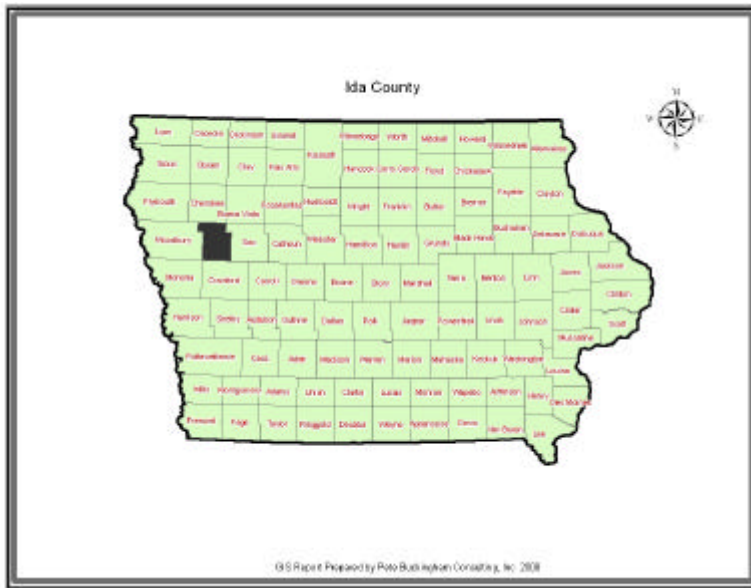 Ida County
N
W E
S
Lyon Osceola Dickinson Emmet Kossuth Winnebago Worth Mitchell Howard Winneshiek Allamakee
Sioux Obrien Clay Palo Alto Hancock Cerro Gordo Floyd Chickasaw
Plymouth Cherokee Buena Vista Pocahontas Humboldt Wright Franklin Butler Bremer Fayette Clayton
Woodbury Sac Calhoun Webster Hamilton Hardin Grundy Black Hawk Buchanan Delaware Dubuque
Monona Crawford Carroll Greene Boone Story Marshall Tama Benton Linn Jones Jackson
Clinton
Harrison Shelby Audubon Guthrie Dallas Polk Jasper Poweshiek Iowa Johnson Cedar Scott
Muscatine
Pottawattamie Cass Adair Madison Warren Marion Mahaska Keokuk Washington Louisa
Mills Montgomery Adams Union Clarke Lucas Monroe Wapello Jefferson Henry Des Moines
Fremont Page Taylor Ringgold Decatur Wayne Appanoose Davis Van Buren Lee
GIS Report Prepared by Pete Buckingham Consulting, Inc. 2008